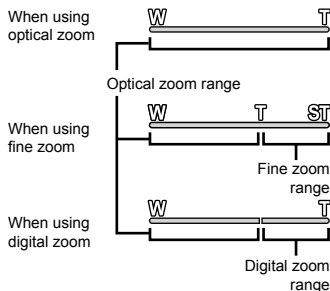 When using
optical zoom
W T
Optical zoom range
When using
fine zoom
W T ST
Fine zoom
range
When using
digital zoom
W T
Digital zoom
range